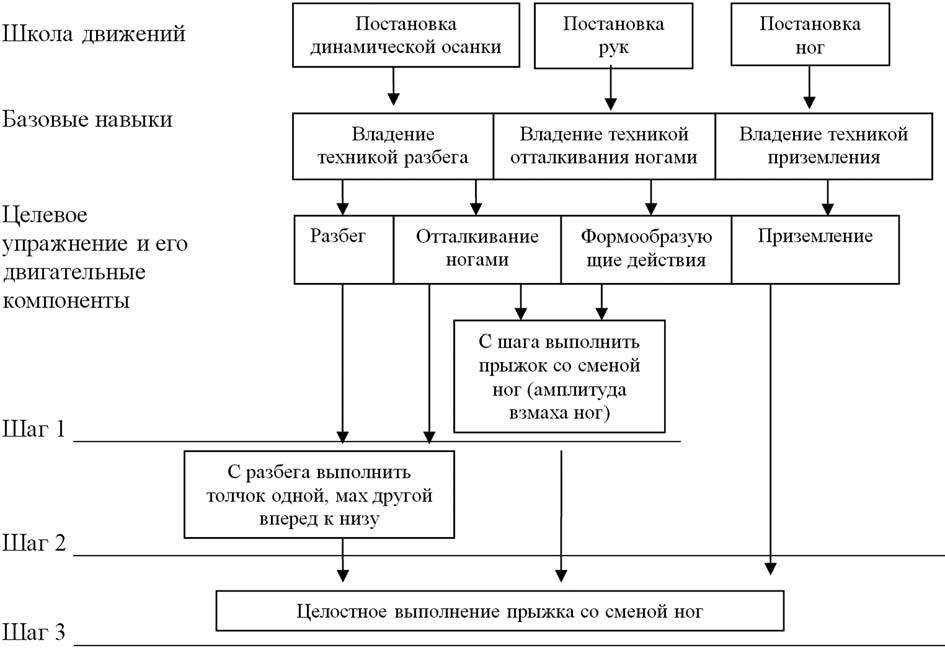 Школа движений
Постановка
динамической осанки
Постановка
рук
Постановка
ног
Базовые навыки
Владение
техникой разбега
Владение техникой
отталкивания ногами
Владение техникой
приземления
Целевое
упражнение и его
двигательные
компоненты
Разбег
Отталкивание
ногами
Формообразую
щие действия
Приземление
С шага выполнить
прыжок со сменой
ног (амплитуда
взмаха ног)
Шаг 1
С разбега выполнить
толчок одной, мах другой
вперед к низу
Шаг 2
Целостное выполнение прыжка со сменой ног
Шаг 3